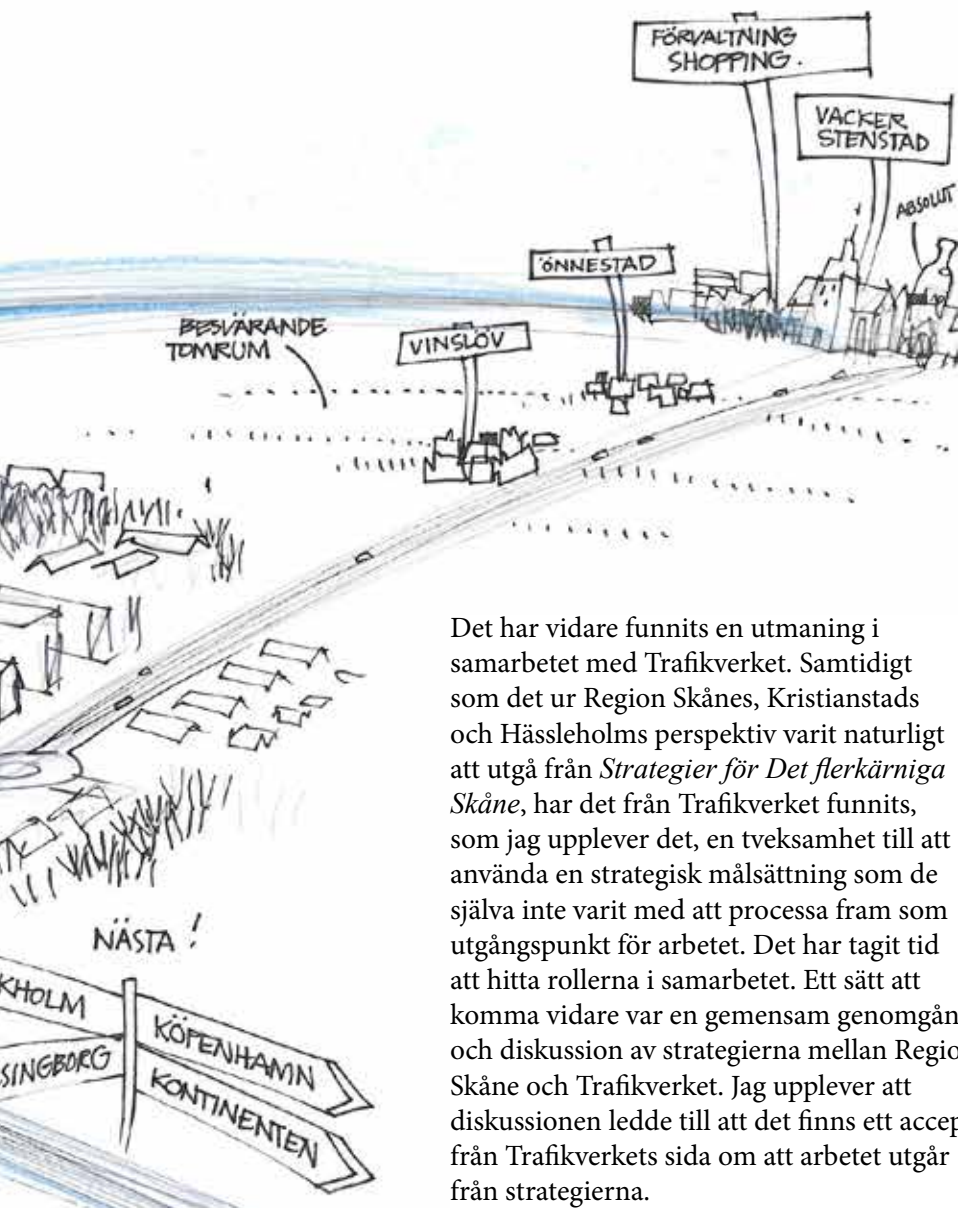 FÖRVALTNING
SHOPPING.
VACKER
STENSTAD
ABSOLUT
ÖNNESTAD
BESVÄRANDE
TOMRUM
VINSLÖV
Det har vidare funnits en utmaning i
samarbetet med Trafikverket. Samtidigt
som det ur Region Skånes, Kristianstads
och Hässleholms perspektiv varit naturligt
att utgå från Strategier för Det flerkärniga
Skåne, har det från Trafikverket funnits,
som jag upplever det, en tveksamhet till att
använda en strategisk målsättning som de
själva inte varit med att processa fram som
utgångspunkt för arbetet. Det har tagit tid
att hitta rollerna i samarbetet. Ett sätt att
komma vidare var en gemensam genomgån
och diskussion av strategierna mellan Regio
Skåne och Trafikverket. Jag upplever att
diskussionen ledde till att det finns ett accep
från Trafikverkets sida om att arbetet utgår
från strategierna.
NÄSTA!
KHOLM
KÖPENHAMN
SINGBORG
KONTINENTEN